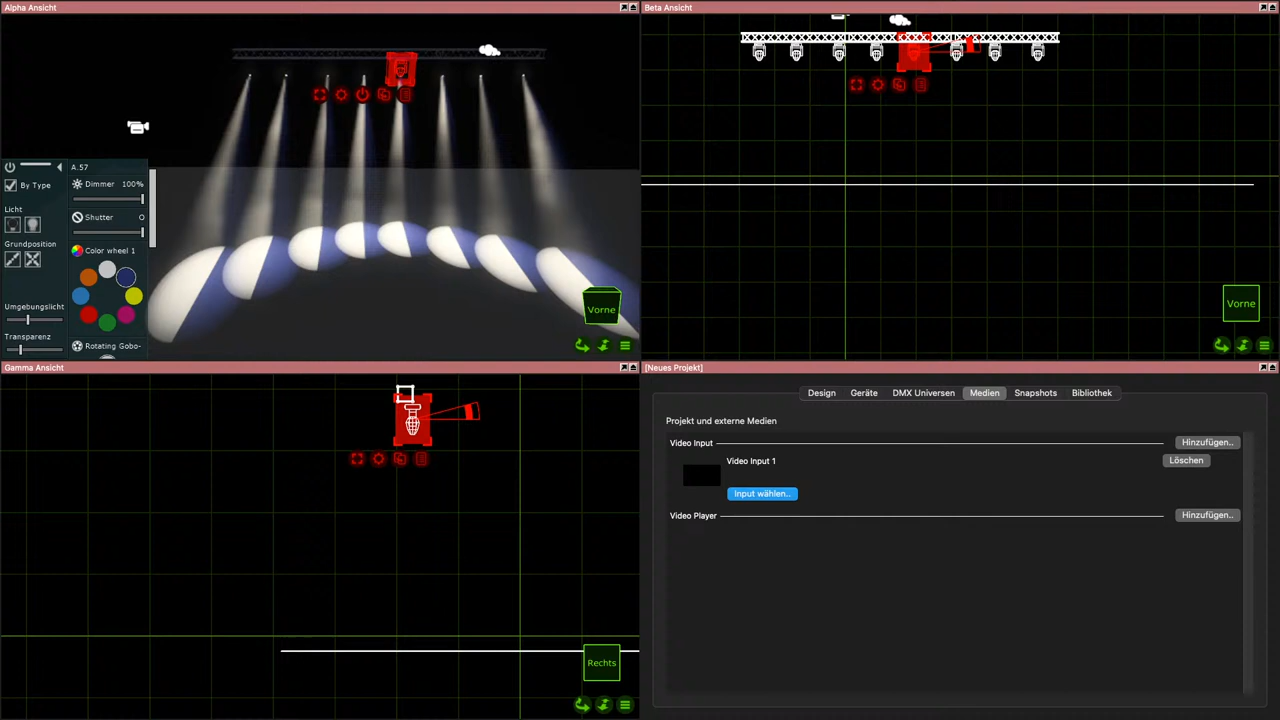 Alpha Ansicht
A.57
By Type
Dimmer 100%
Licht
Shutter
Grundposition
Color wheel 1
Umgebungslicht
Transparenz
Rotating Gobo-
Vorne
Beta Ansicht
Vorne
Gamma Ansicht
Rechts
[Neues Projekt]
Design Geräte DMX Universen Medien Snapshots Bibliothek
Projekt und externe Medien
Video Input Hinzufügen..
Video Input 1 Löschen
Input wählen..
Video Player Hinzufügen..